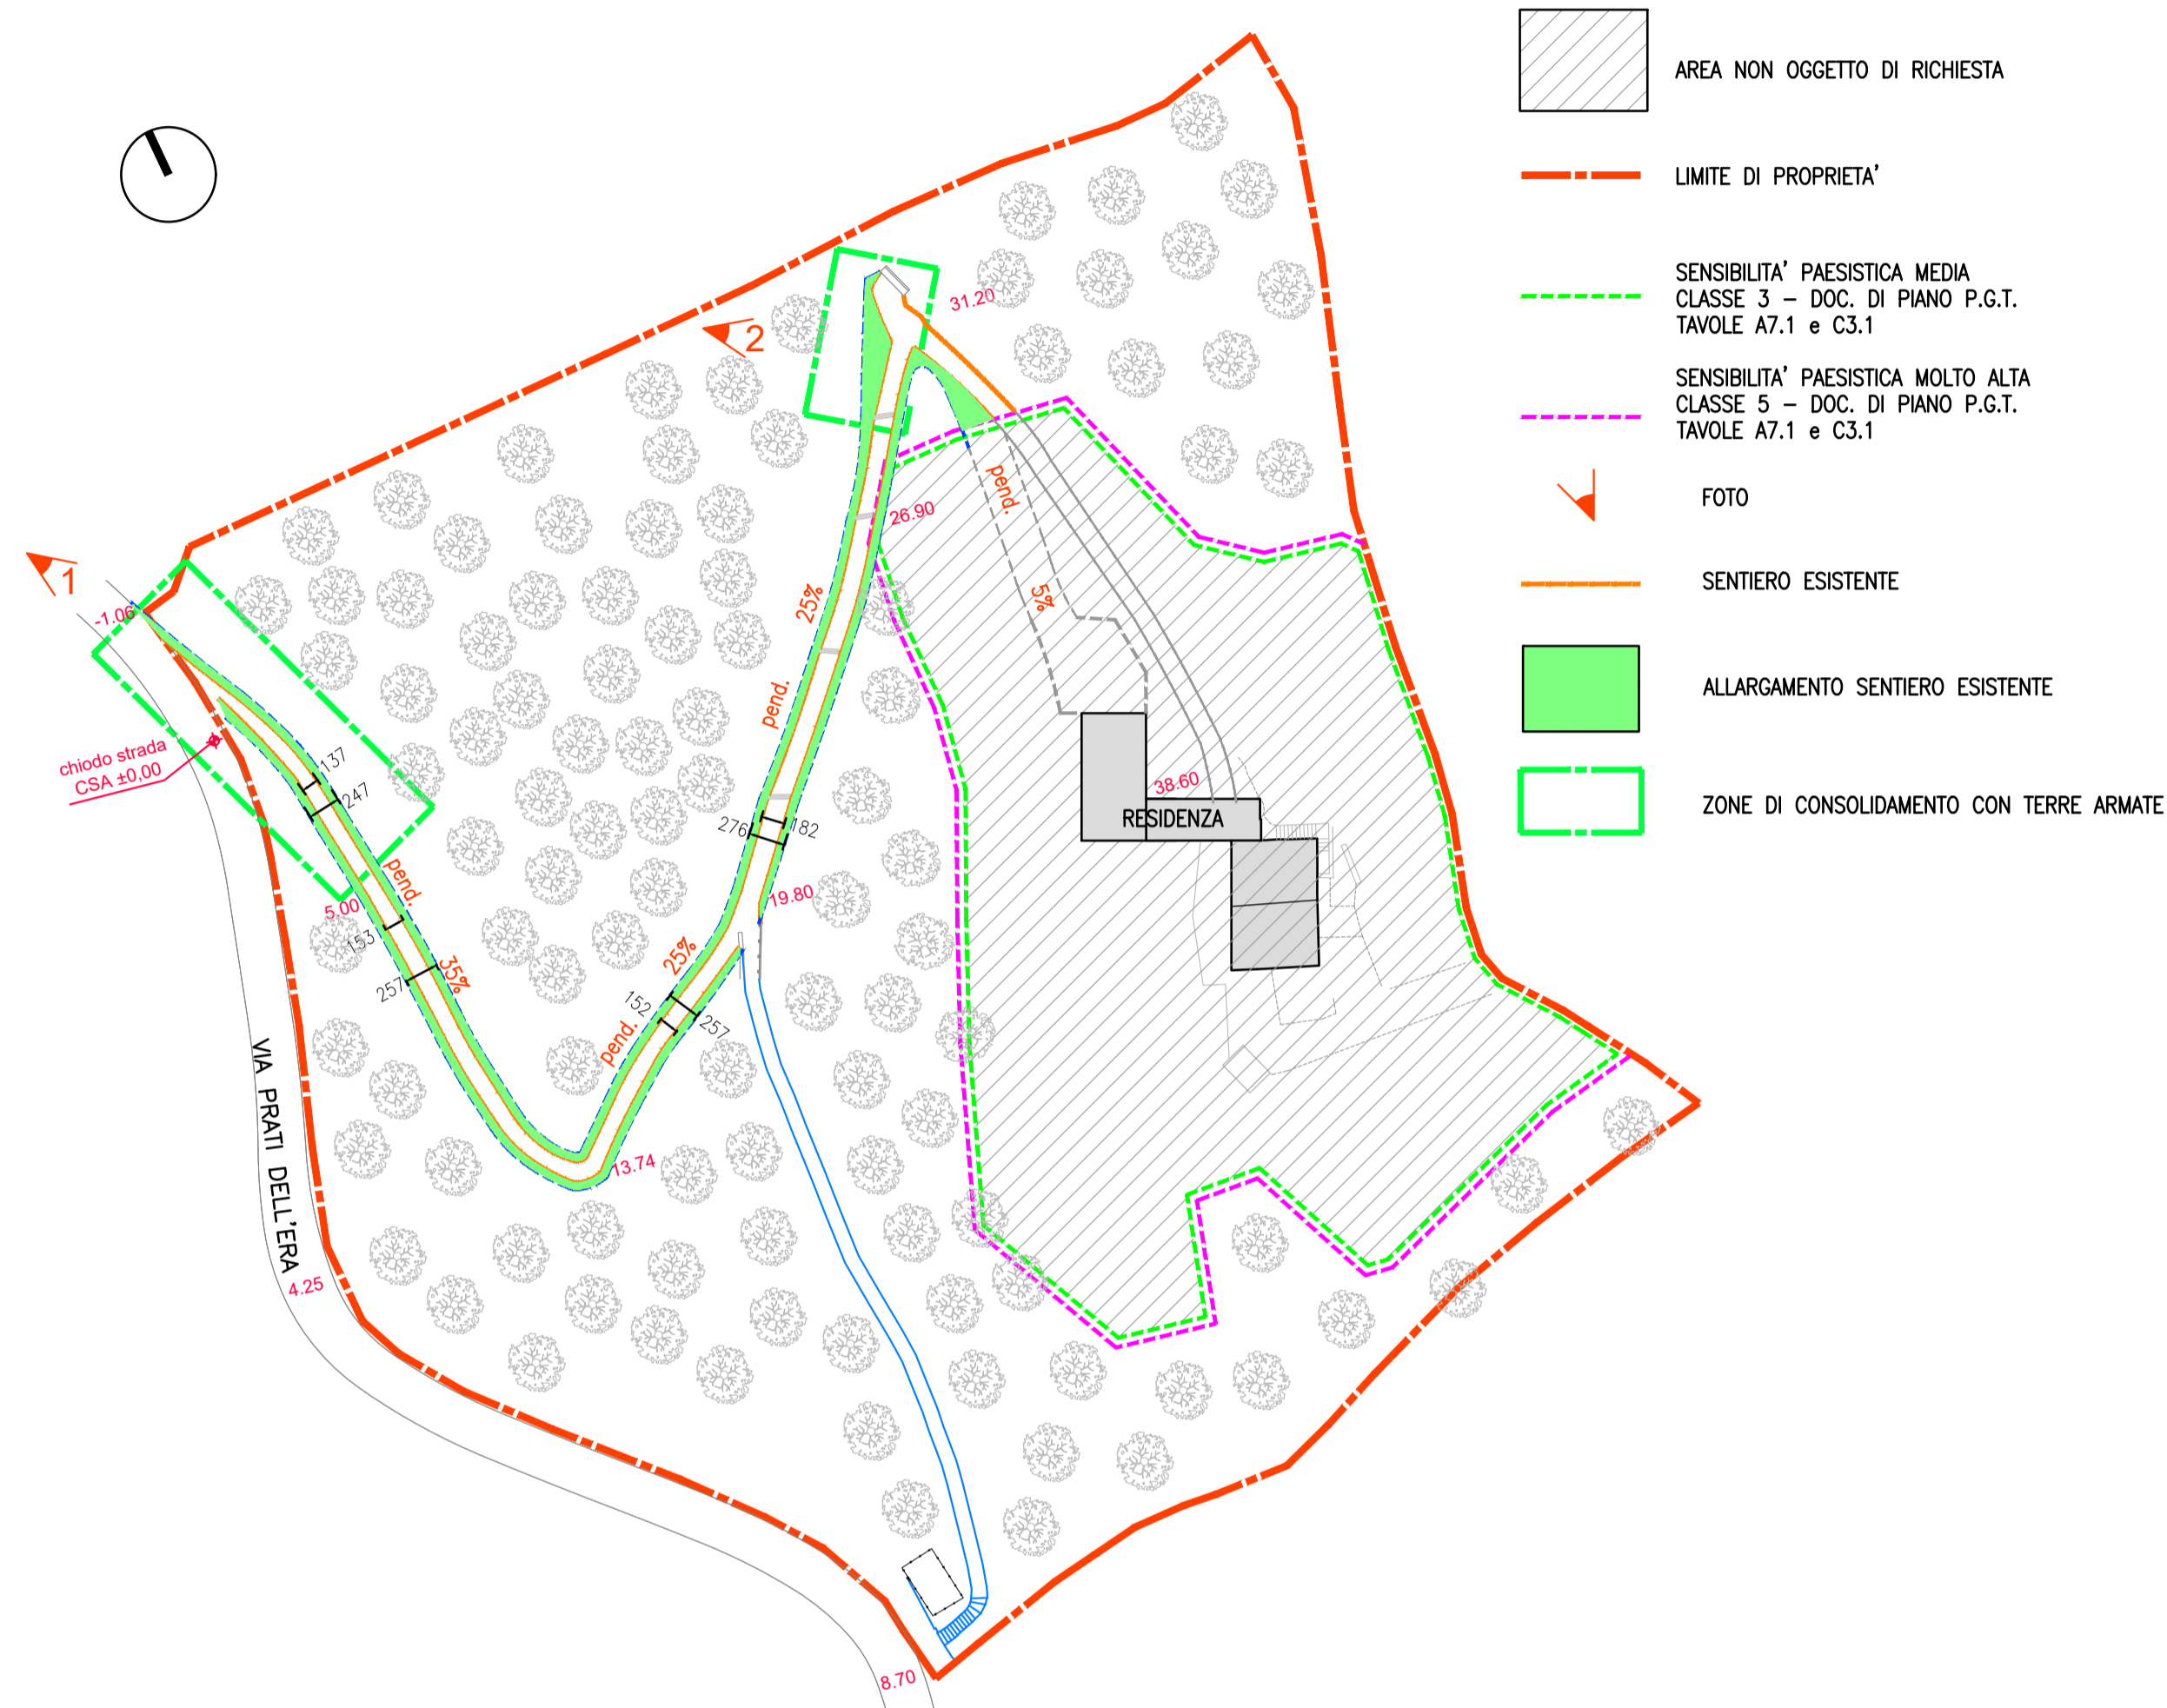 AREA NON OGGETTO DI RICHIESTA
LIMITE DI PROPRIETA'
SENSIBILITA' PAESISTICA MEDIA
CLASSE 3 – DOC. DI PIANO P.G.T.
TAVOLE A7.1 e C3.1
SENSIBILITA' PAESISTICA MOLTO ALTA
CLASSE 5 – DOC. DI PIANO P.G.T.
TAVOLE A7.1 e C3.1
FOTO
SENTIERO ESISTENTE
ALLARGAMENTO SENTIERO ESISTENTE
ZONE DI CONSOLIDAMENTO CON TERRE ARMATE
31.20
2
pend.
5%
26.90
1
-1.06
25%
pend.
chiodo strada
CSA ±0,00
137
247
38.60
RESIDENZA
276
182
pend.
35%
5.00
153
257
19.80
25%
pend.
152
257
VIA PRATI DELL'ERA
13.74
4.25
8.70